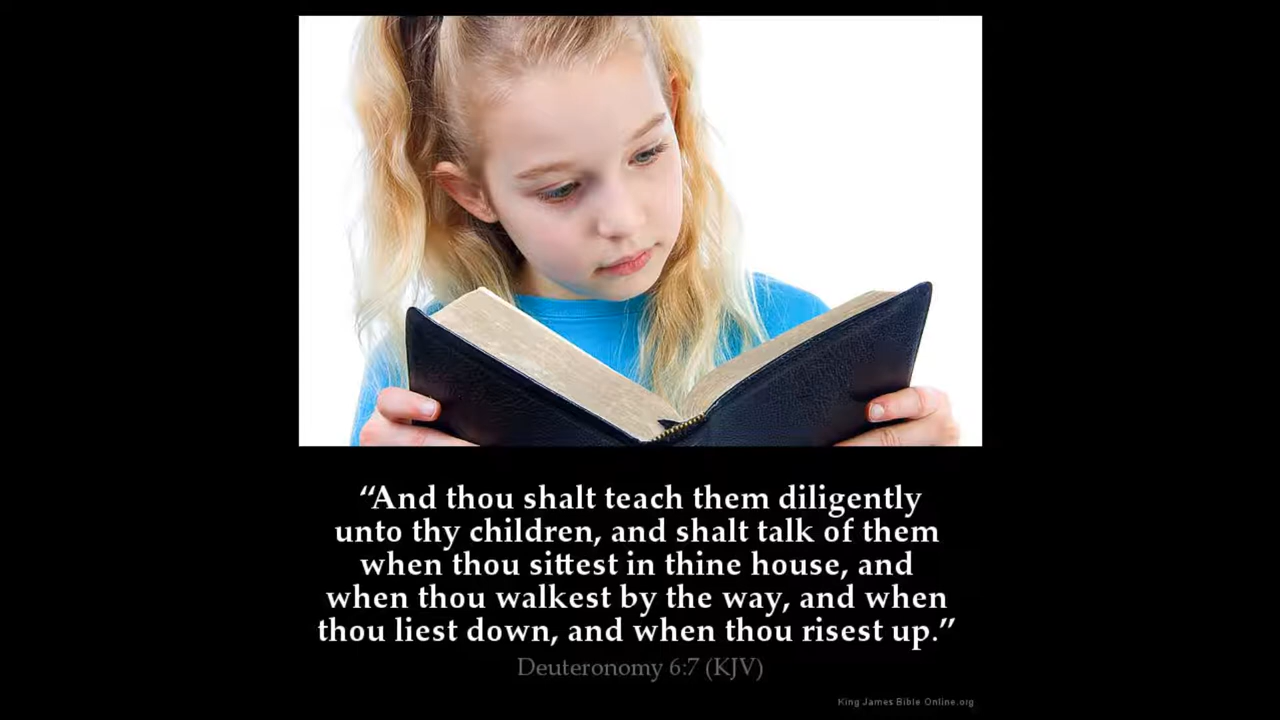 “And thou shalt teach them diligently
unto thy children, and shalt talk of them
when thou sittest in thine house, and
when thou walkest by the way, and when
thou liest down, and when thou risest up.”
Deuteronomy 6:7 (KJV)
King James Bible Online.org